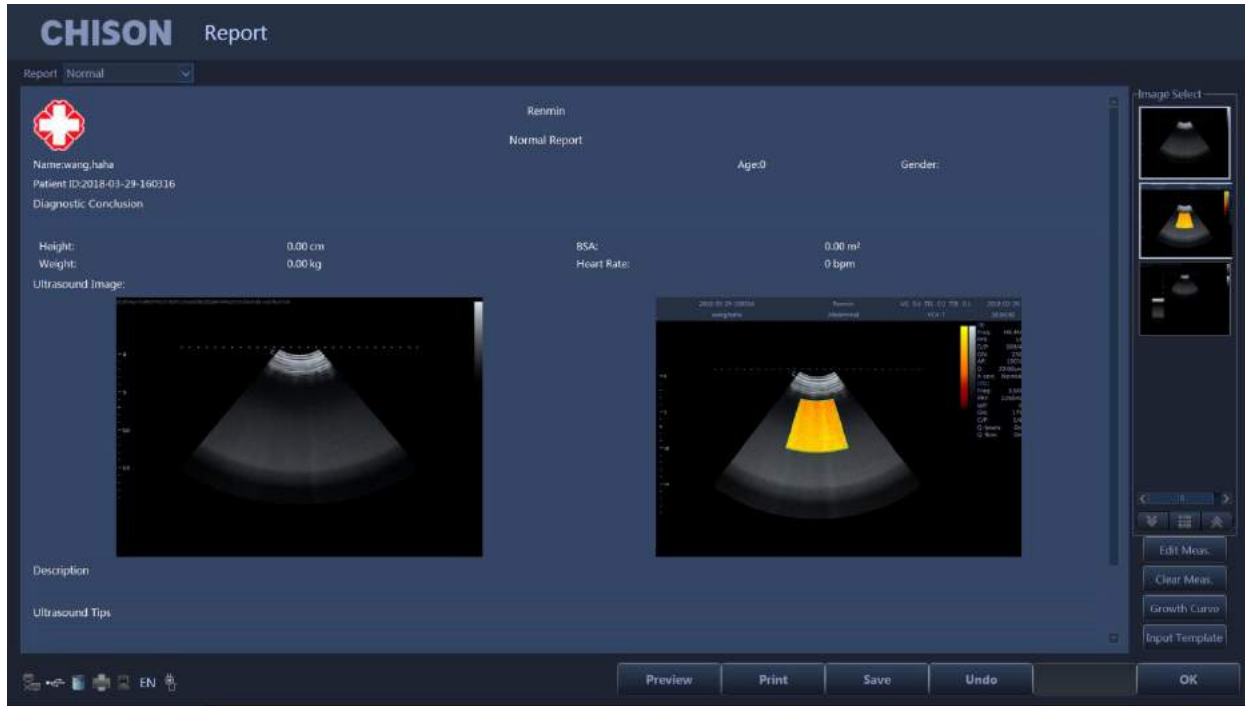 CHISON Report
Report Normal
Image Select
Renmin
Normal Report
Name:wang,haha Age:0 Gender:
Patient ID:2018-03-29-160316
Diagnostic Conclusion
Height: 0.00 cm BSA: 0.00 m²
Weight: 0.00 kg Heart Rate: 0 bpm
Ultrasound Image:
Description
Ultrasound Tips
Edit Meas.
Clear Meas.
Growth Curve
Input Template
EN
Preview Print Save Undo OK